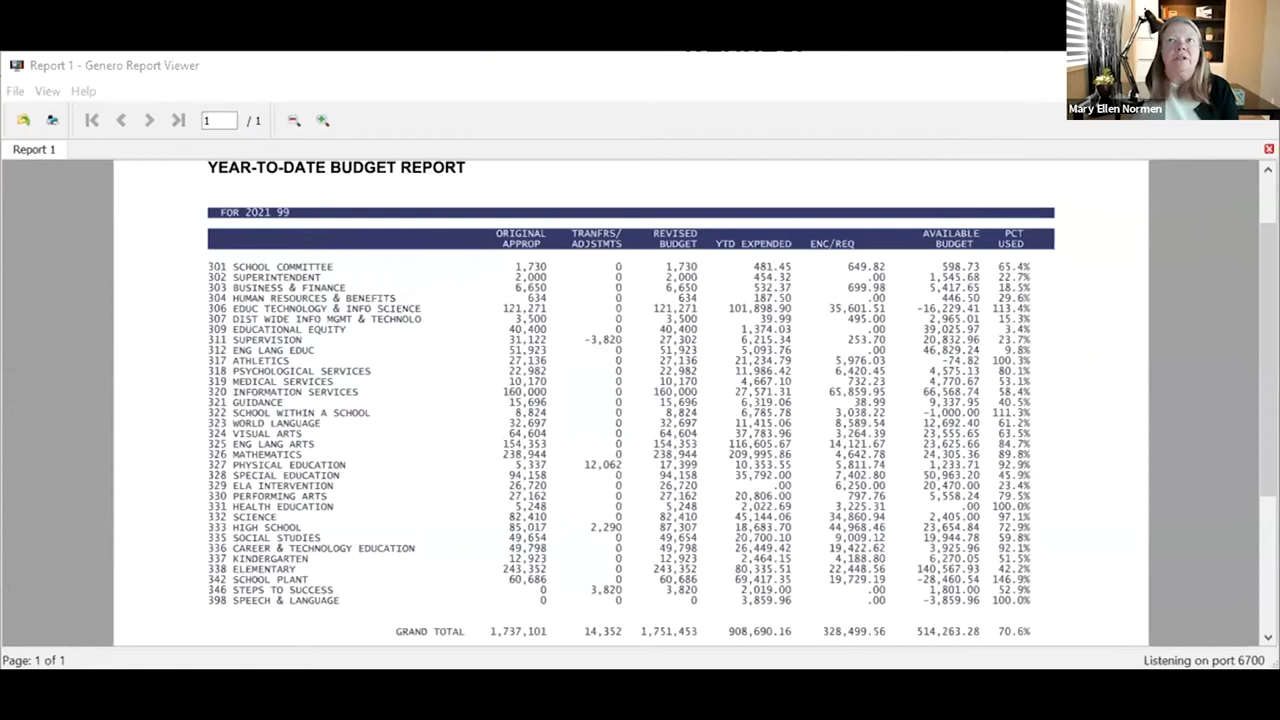 Report 1 - Genero Report Viewer
Mary Ellen Normen
File View Help
1 / 1
Report 1
YEAR-TO-DATE BUDGET REPORT
FOR 2021 99
ORIGINAL TRANFRS/ REVISED AVAILABLE PCT
APPROP ADJSTMTS BUDGET YTD EXPENDED ENC/REQ BUDGET USED
301 SCHOOL COMMITTEE 1,730 0 1,730 481.45 649.82 598.73 65.4%
302 SUPERINTENDENT 2,000 0 2,000 454.32 .00 1,545.68 22.7%
303 BUSINESS & FINANCE 6,650 0 6,650 532.37 699.98 5,417.65 18.5%
304 HUMAN RESOURCES & BENEFITS 634 0 634 187.50 .00 446.50 29.6%
306 EDUC TECHNOLOGY & INFO SCIENCE 121,271 0 121,271 101,898.90 35,601.51 -16,229.41 113.4%
307 DIST WIDE INFO MGMT & TECHNOLO 3,500 0 3,500 39.99 495.00 2,965.01 15.3%
309 EDUCATIONAL EQUITY 40,400 0 40,400 1,374.03 .00 39,025.97 3.4%
311 SUPERVISION 31,122 -3,820 27,302 6,215.34 253.70 20,832.96 23.7%
312 ENG LANG EDUC 51,923 0 51,923 5,093.76 .00 46,829.24 9.8%
317 ATHLETICS 27,136 0 27,136 21,234.79 5,976.03 -74.82 100.3%
318 PSYCHOLOGICAL SERVICES 22,982 0 22,982 11,986.42 6,420.45 4,575.13 80.1%
319 MEDICAL SERVICES 10,170 0 10,170 4,667.10 732.23 4,770.67 53.1%
320 INFORMATION SERVICES 160,000 0 160,000 27,571.31 65,859.95 66,568.74 58.4%
321 GUIDANCE 15,696 0 15,696 6,319.06 38.99 9,337.95 40.5%
322 SCHOOL WITHIN A SCHOOL 8,824 0 8,824 6,785.78 3,038.22 -1,000.00 111.3%
323 WORLD LANGUAGE 32,697 0 32,697 11,415.06 8,589.54 12,692.40 61.2%
324 VISUAL ARTS 64,604 0 64,604 37,783.96 3,264.39 23,555.65 63.5%
325 ENG LANG ARTS 154,353 0 154,353 116,605.67 14,121.67 23,625.66 84.7%
326 MATHEMATICS 238,944 0 238,944 209,995.86 4,642.78 24,305.36 89.8%
327 PHYSICAL EDUCATION 5,337 12,062 17,399 10,353.55 5,811.74 1,233.71 92.9%
328 SPECIAL EDUCATION 94,158 0 94,158 35,792.00 7,402.80 50,963.20 45.9%
329 ELA INTERVENTION 26,720 0 26,720 .00 6,250.00 20,470.00 23.4%
330 PERFORMING ARTS 27,162 0 27,162 20,806.00 797.76 5,558.24 79.5%
331 HEALTH EDUCATION 5,248 0 5,248 2,022.69 3,225.31 .00 100.0%
332 SCIENCE 82,410 0 82,410 45,144.06 34,860.94 2,405.00 97.1%
333 HIGH SCHOOL 85,017 2,290 87,307 18,683.70 44,968.46 23,654.84 72.9%
335 SOCIAL STUDIES 49,654 0 49,654 20,700.10 9,009.12 19,944.78 59.8%
336 CAREER & TECHNOLOGY EDUCATION 49,798 0 49,798 26,449.42 19,422.62 3,925.96 92.1%
337 KINDERGARTEN 12,923 0 12,923 2,464.15 4,188.80 6,270.05 51.5%
338 ELEMENTARY 243,352 0 243,352 80,335.51 22,448.56 140,567.93 42.2%
342 SCHOOL PLANT 60,686 0 60,686 69,417.35 19,729.19 -28,460.54 146.9%
346 STEPS TO SUCCESS 0 3,820 3,820 2,019.00 .00 1,801.00 52.9%
398 SPEECH & LANGUAGE 0 0 0 3,859.96 .00 -3,859.96 100.0%
GRAND TOTAL 1,737,101 14,352 1,751,453 908,690.16 328,499.56 514,263.28 70.6%
Page: 1 of 1 Listening on port 6700